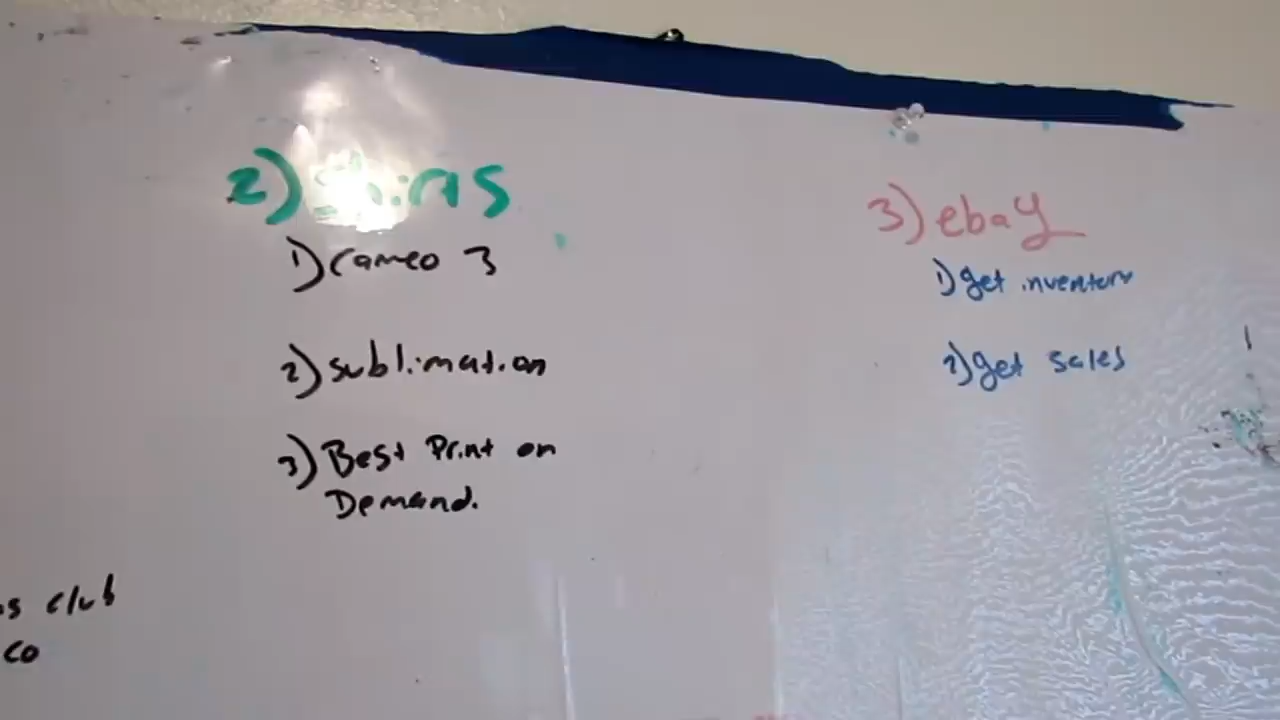 2) shirts
1) cameo 3
2) sublimation
3) Best Print on
Demand.
3) ebay
1) get inventory
2) get sales
club
co